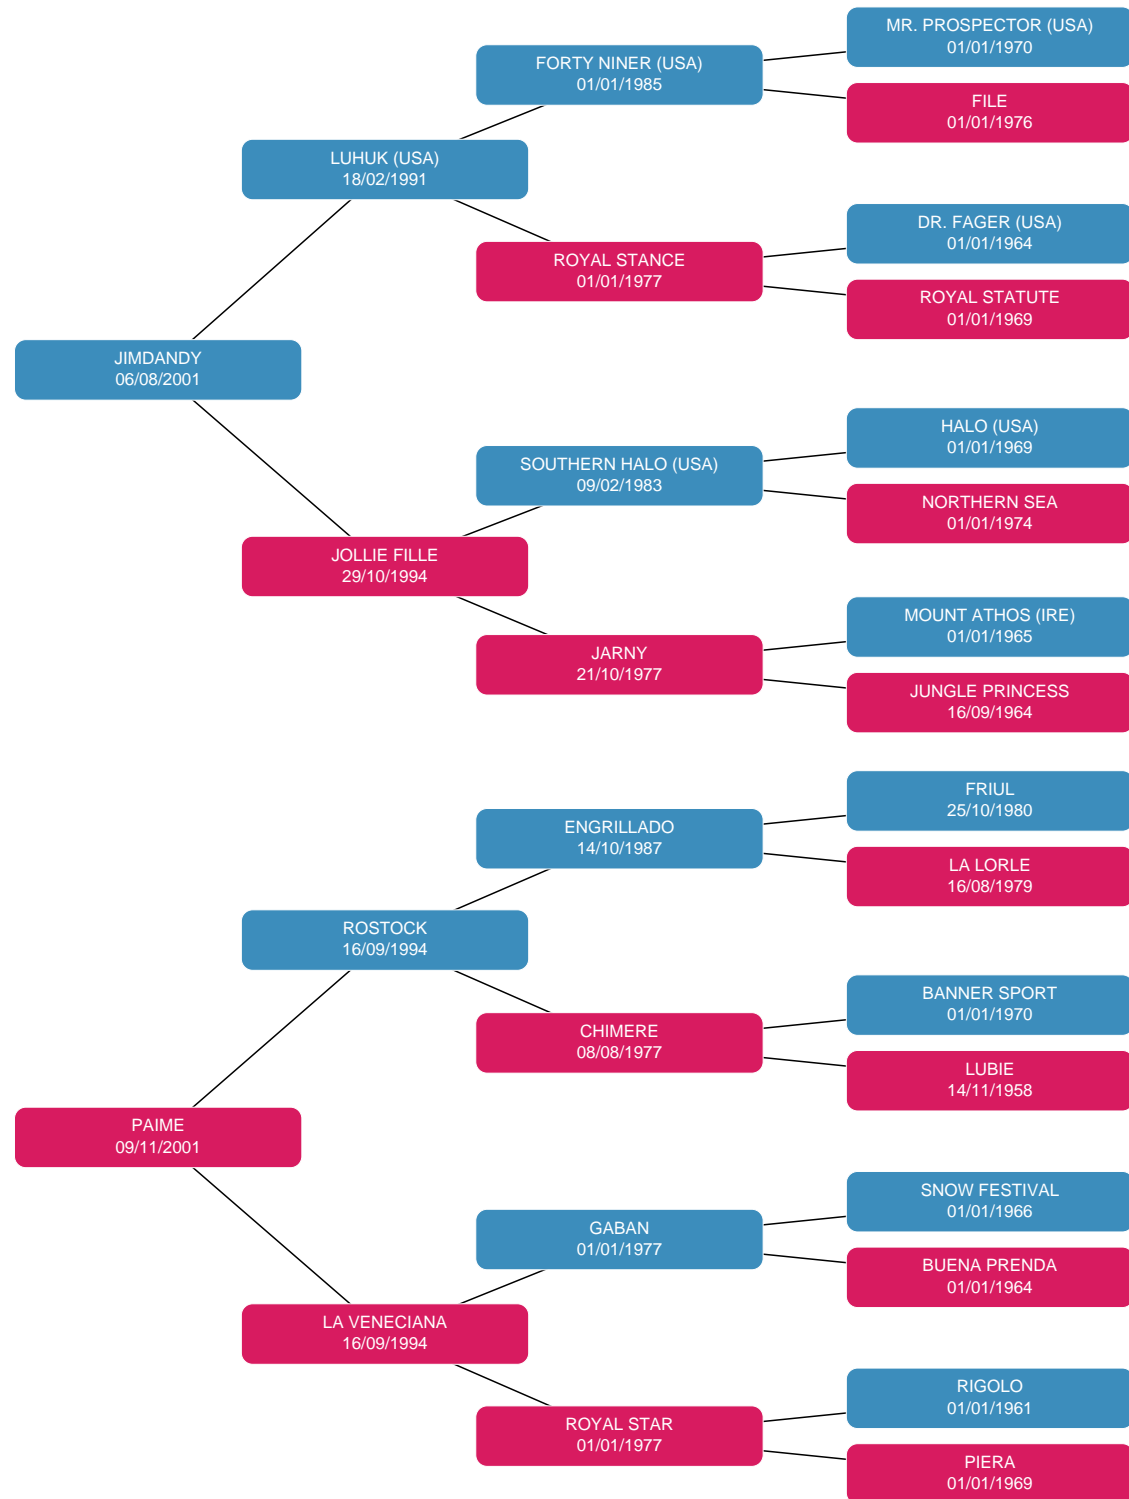 MR. PROSPECTOR (USA)
01/01/1970
FORTY NINER (USA)
01/01/1985
FILE
01/01/1976
LUHUK (USA)
18/02/1991
DR. FAGER (USA)
01/01/1964
ROYAL STANCE
01/01/1977
ROYAL STATUTE
01/01/1969
JIMDANDY
06/08/2001
HALO (USA)
01/01/1969
SOUTHERN HALO (USA)
09/02/1983
NORTHERN SEA
01/01/1974
JOLLIE FILLE
29/10/1994
MOUNT ATHOS (IRE)
01/01/1965
JARNY
21/10/1977
JUNGLE PRINCESS
16/09/1964
FRIUL
25/10/1980
ENGRILLADO
14/10/1987
LA LORLE
16/08/1979
ROSTOCK
16/09/1994
BANNER SPORT
01/01/1970
CHIMERE
08/08/1977
LUBIE
14/11/1958
PAIME
09/11/2001
SNOW FESTIVAL
01/01/1966
GABAN
01/01/1977
BUENA PRENDA
01/01/1964
LA VENECIANA
16/09/1994
RIGOLO
01/01/1961
ROYAL STAR
01/01/1977
PIERA
01/01/1969